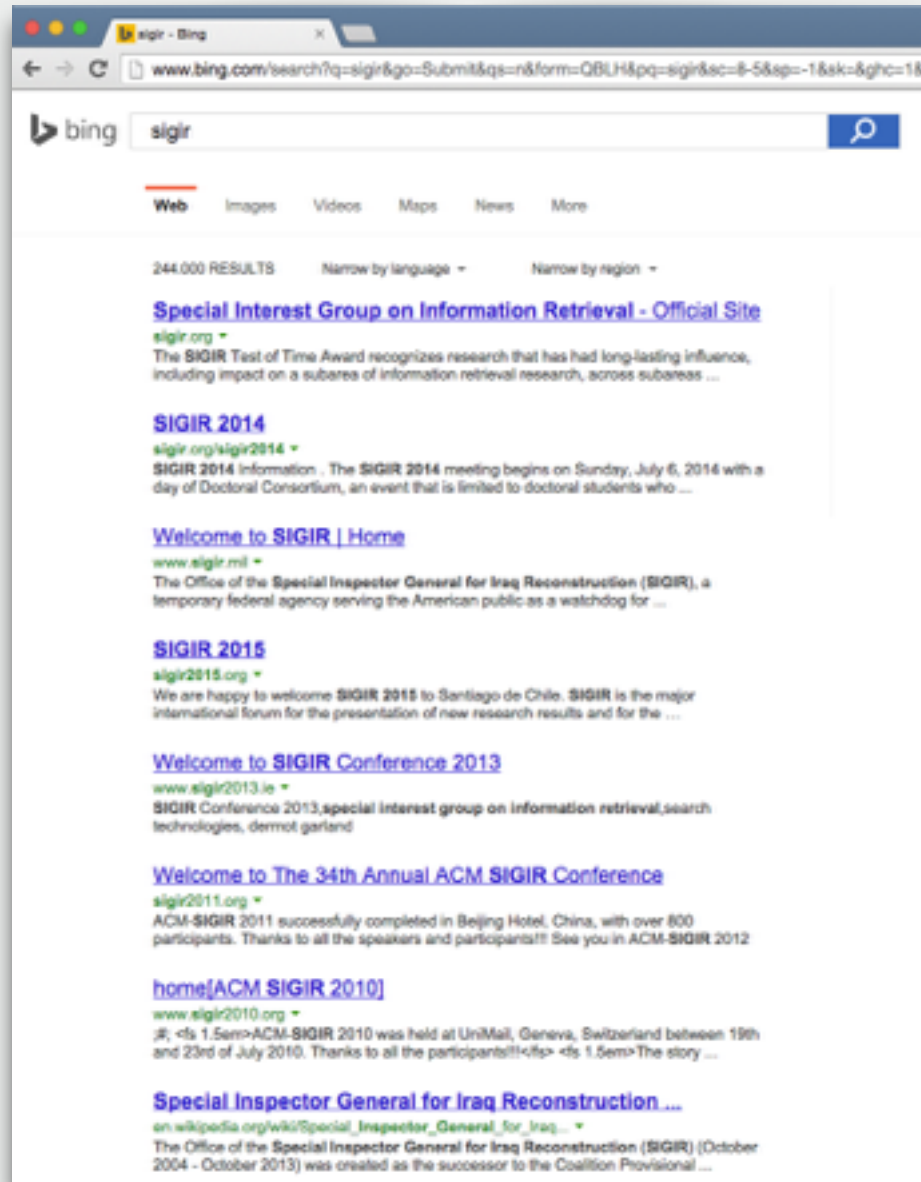 sigir - Bing
www.bing.com/search?q=sigir&go=Submit&qs=n&form=QBLH&pq=sigir&sc=8-5&sp=-1&sk=&ghc=1&
bing sigir
Web Images Videos Maps News More
244.000 RESULTS Narrow by language Narrow by region
Special Interest Group on Information Retrieval - Official Site
sigir.org
The SIGIR Test of Time Award recognizes research that has had long-lasting influence,
including impact on a subarea of information retrieval research, across subareas ...
SIGIR 2014
sigir.org/sigir2014
SIGIR 2014 Information . The SIGIR 2014 meeting begins on Sunday, July 6, 2014 with a
day of Doctoral Consortium, an event that is limited to doctoral students who ...
Welcome to SIGIR | Home
www.sigir.mil
The Office of the Special Inspector General for Iraq Reconstruction (SIGIR), a
temporary federal agency serving the American public as a watchdog for ...
SIGIR 2015
sigir2015.org
We are happy to welcome SIGIR 2015 to Santiago de Chile. SIGIR is the major
international forum for the presentation of new research results and for the ...
Welcome to SIGIR Conference 2013
www.sigir2013.ie
SIGIR Conference 2013,special interest group on information retrieval,search
technologies, dermot garland
Welcome to The 34th Annual ACM SIGIR Conference
sigir2011.org
ACM-SIGIR 2011 successfully completed in Beijing Hotel, China, with over 800
participants. Thanks to all the speakers and participants!!! See you in ACM-SIGIR 2012
home[ACM SIGIR 2010]
www.sigir2010.org
;#; <fs 1.5em>ACM-SIGIR 2010 was held at UniMail, Geneva, Switzerland between 19th
and 23rd of July 2010. Thanks to all the participants!!!</fs> <fs 1.5em>The story ...
Special Inspector General for Iraq Reconstruction ...
en.wikipedia.org/wiki/Special_Inspector_General_for_Iraq...
The Office of the Special Inspector General for Iraq Reconstruction (SIGIR) (October
2004 - October 2013) was created as the successor to the Coalition Provisional ...